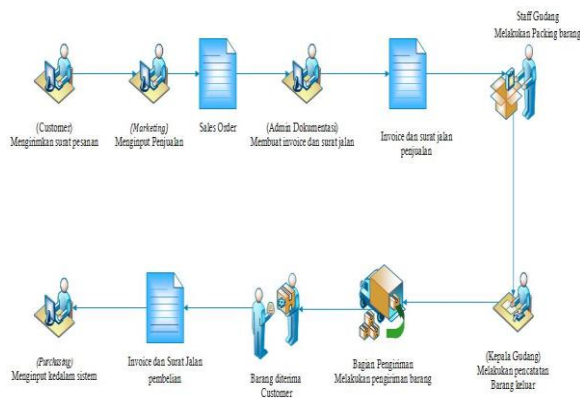 (Customer)
Mengirimkan surat pesanan
(Marketing)
Menginput Penjualan
Sales Order
(Admin Dokumentasi)
Membuat invoice dan surat jalan
Invoice dan surat jalan
penjualan
Staff Gudang
Melakukan Packing barang
(Kepala Gudang)
Melakukan pencatatan
Barang keluar
Bagian Pengiriman
Melakukan pengiriman barang
Barang diterima
Customer
Invoice dan Surat Jalan
pembelian
(Purchasing)
Menginput kedalam sistem